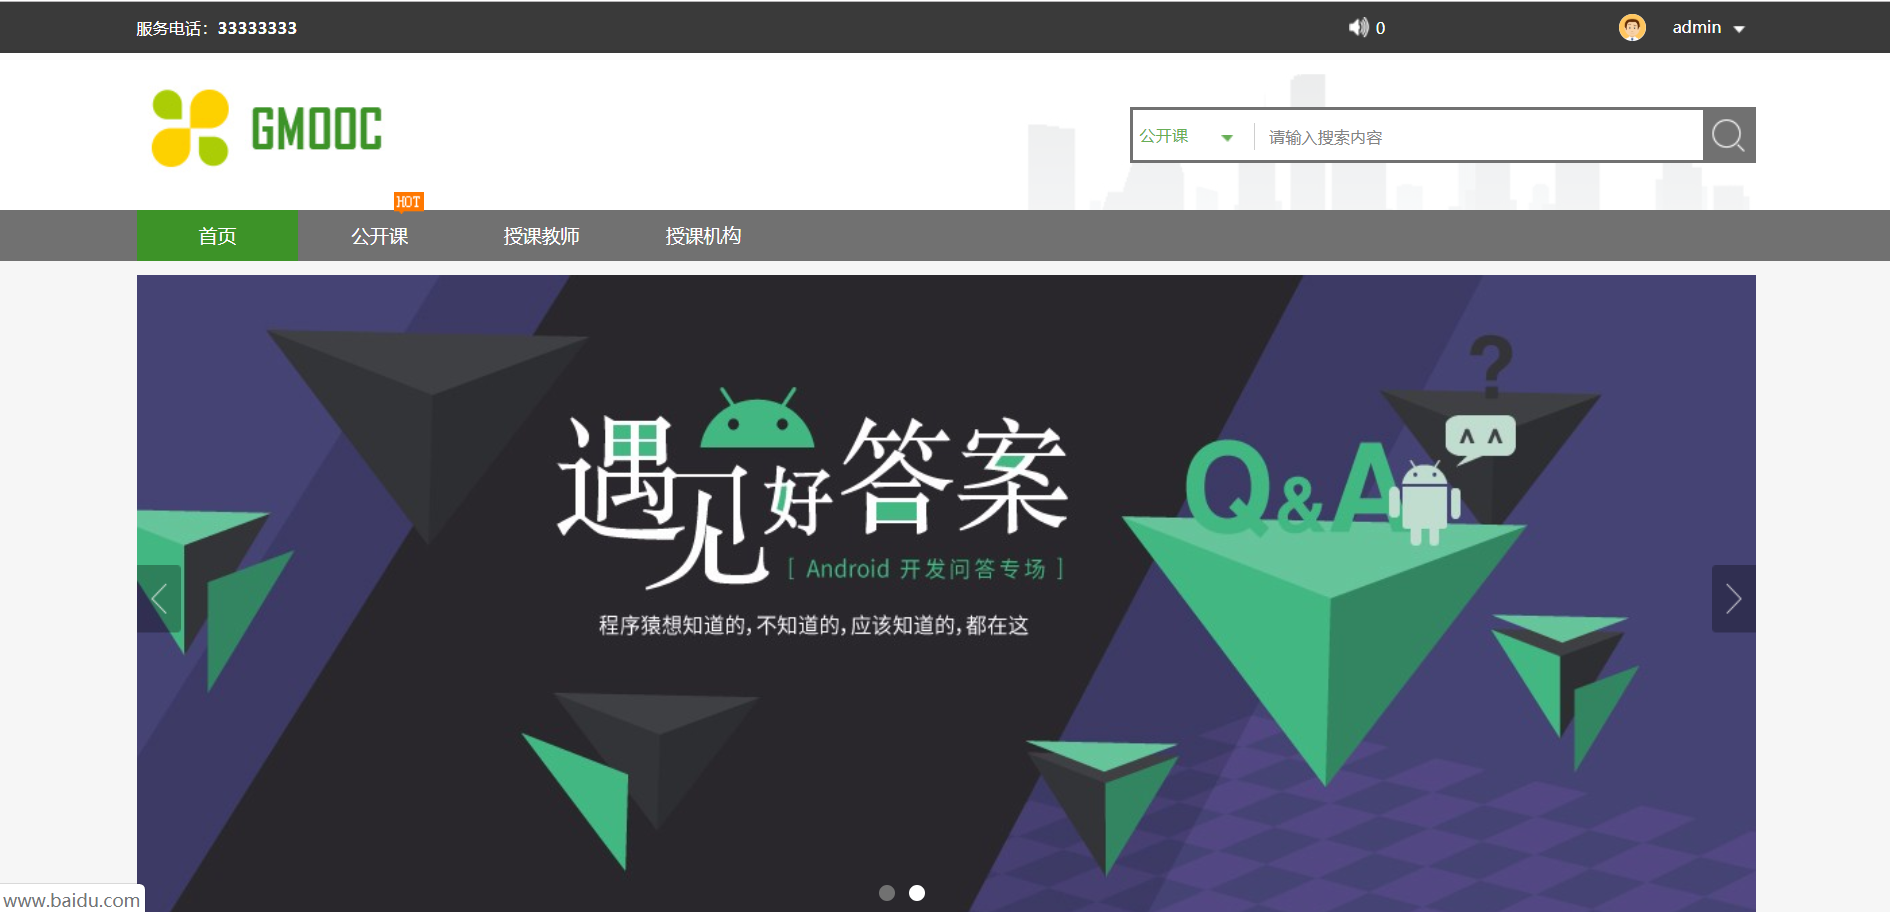 服务电话：33333333
0
admin
GMOOC
公开课
请输入搜索内容
HOT
首页
公开课
授课教师
授课机构
?
遇见好答案
Q&A
[ Android 开发问答专场 ]
程序猿想知道的,不知道的,应该知道的,都在这
www.baidu.com